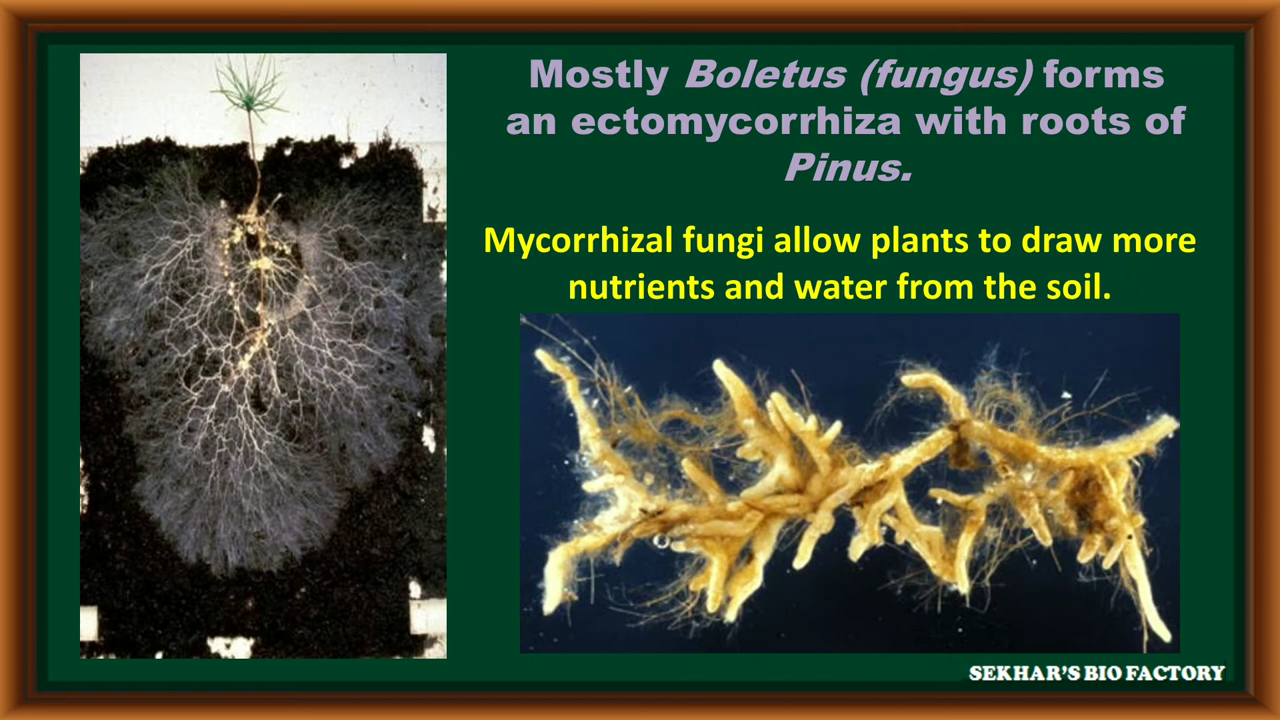 Mostly Boletus (fungus) forms
an ectomycorrhiza with roots of
Pinus.
Mycorrhizal fungi allow plants to draw more
nutrients and water from the soil.
SEKHAR'S BIO FACTORY